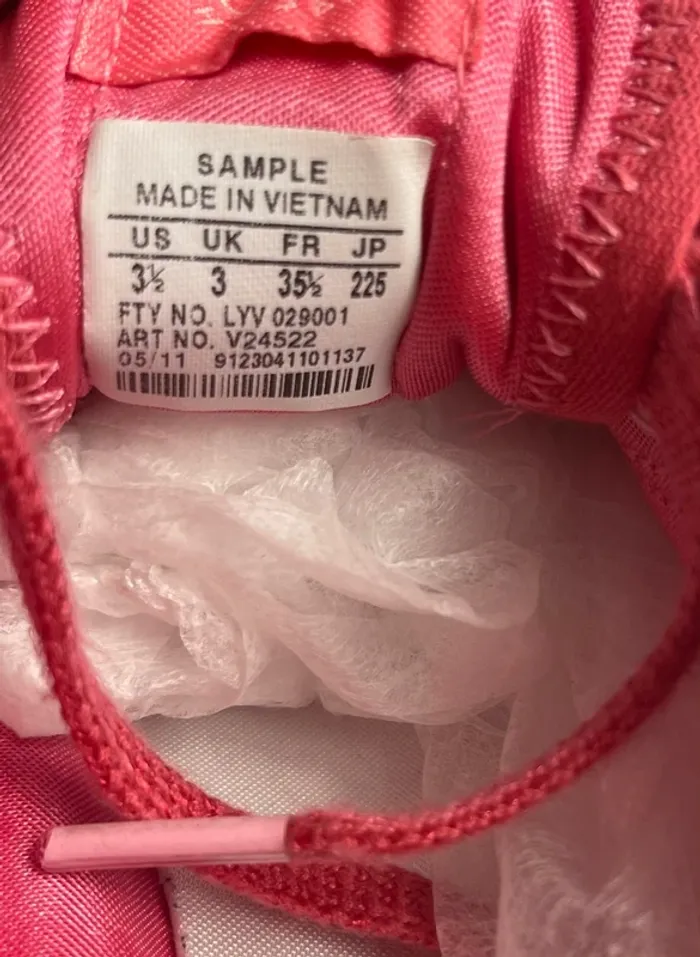 SAMPLE
MADE IN VIETNAM
US UK FR JP
3½ 3 35½ 225
FTY NO. LYV 029001
ART NO. V24522
05/11 9123041101137